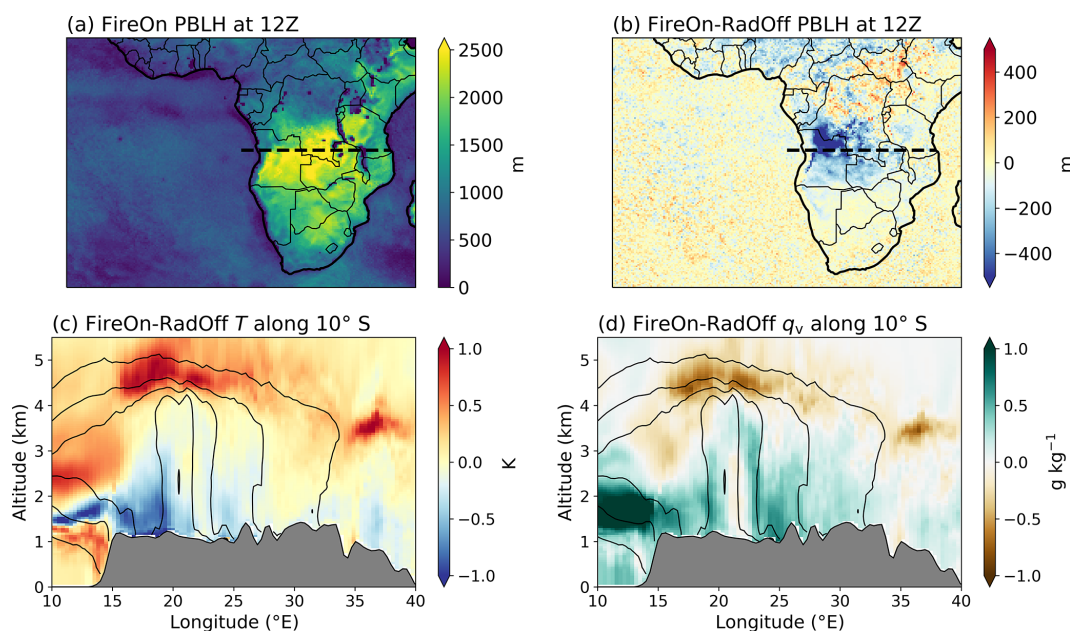 (a) FireOn PBLH at 12Z
2500
2000
1500
1000
500
0
m
(b) FireOn-RadOff PBLH at 12Z
400
200
0
−200
−400
m
(c) FireOn-RadOff T along 10° S
5
4
3
2
1
0
Altitude (km)
10 15 20 25 30 35 40
Longitude (°E)
1.0
0.5
0.0
−0.5
−1.0
K
(d) FireOn-RadOff qv along 10° S
5
4
3
2
1
0
Altitude (km)
10 15 20 25 30 35 40
Longitude (°E)
1.0
0.5
0.0
−0.5
−1.0
g kg⁻¹